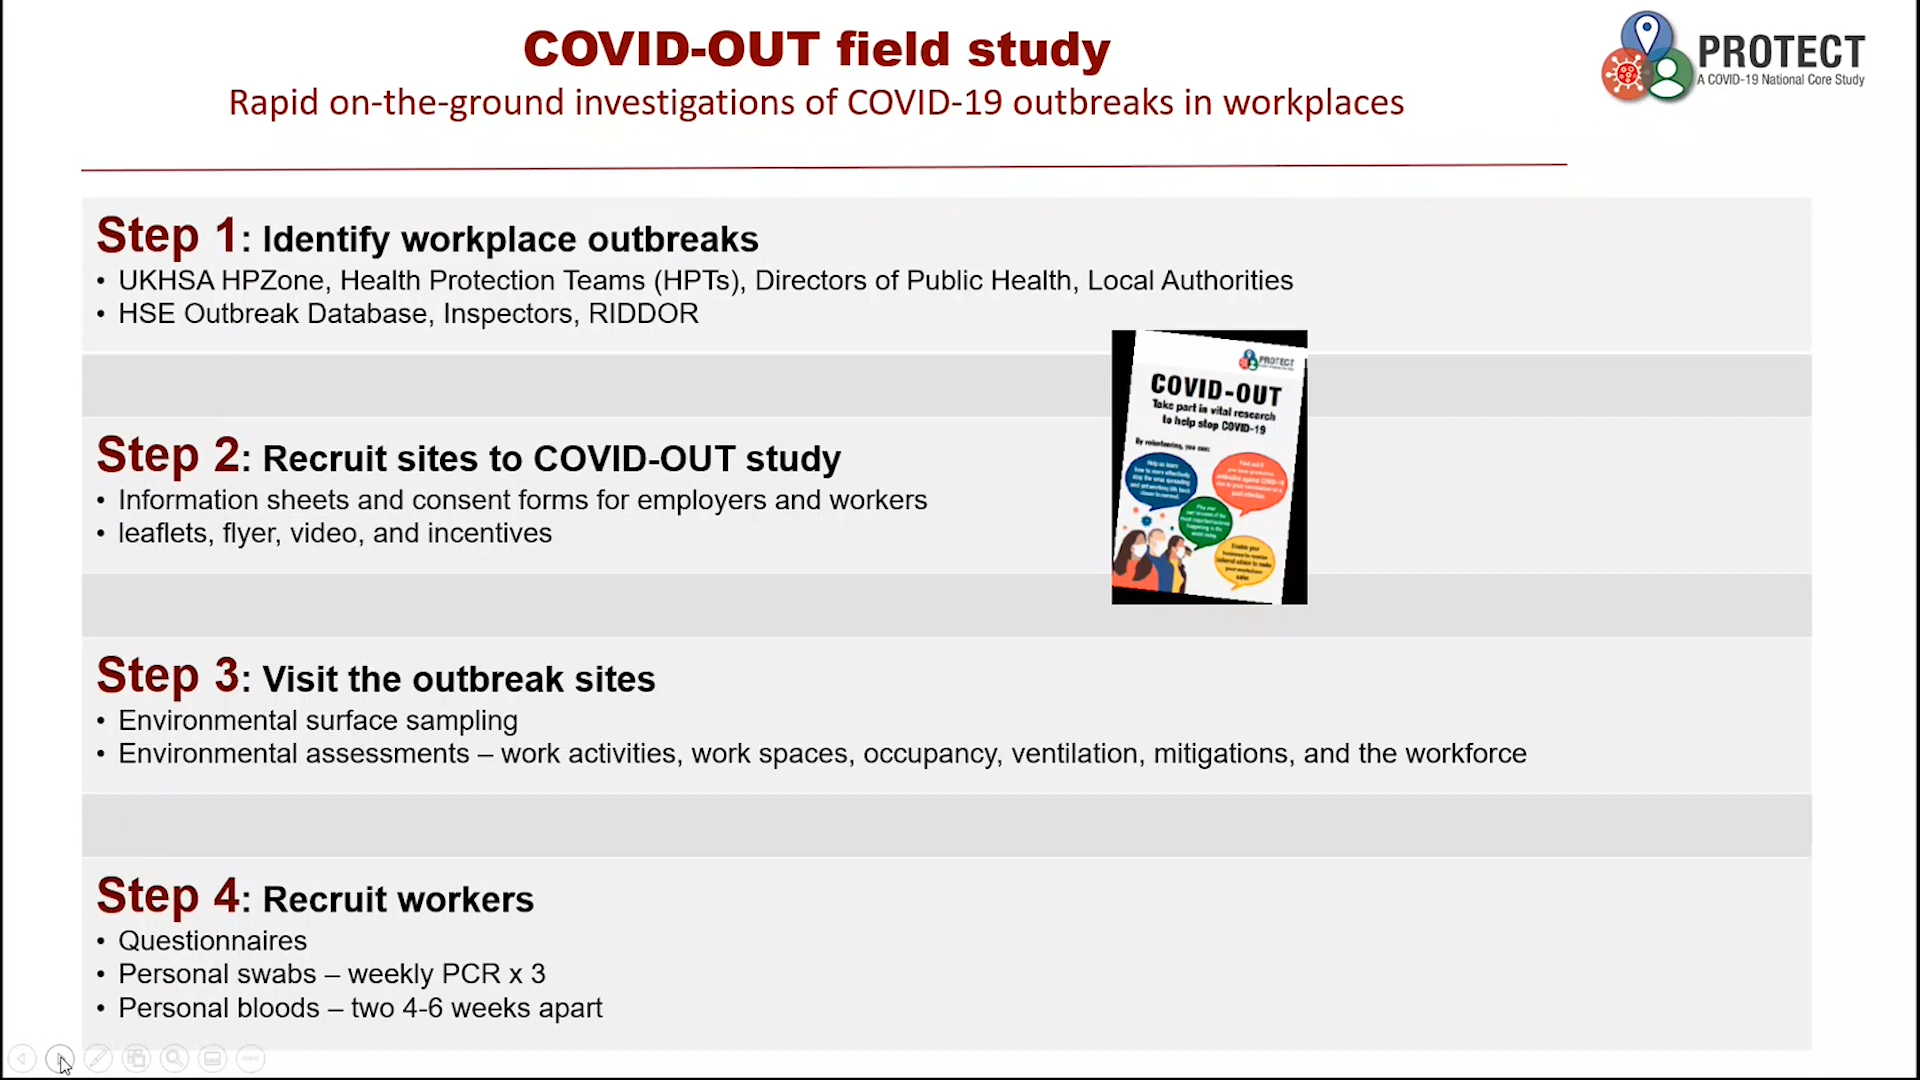 COVID-OUT field study
Rapid on-the-ground investigations of COVID-19 outbreaks in workplaces
PROTECT
A COVID-19 National Core Study
Step 1: Identify workplace outbreaks
• UKHSA HPZone, Health Protection Teams (HPTs), Directors of Public Health, Local Authorities
• HSE Outbreak Database, Inspectors, RIDDOR
PROTECT
COVID-OUT
Take part in vital research
to help stop COVID-19
By volunteering, you can:
Step 2: Recruit sites to COVID-OUT study
• Information sheets and consent forms for employers and workers
• leaflets, flyer, video, and incentives
Step 3: Visit the outbreak sites
• Environmental surface sampling
• Environmental assessments – work activities, work spaces, occupancy, ventilation, mitigations, and the workforce
Step 4: Recruit workers
• Questionnaires
• Personal swabs – weekly PCR x 3
• Personal bloods – two 4-6 weeks apart